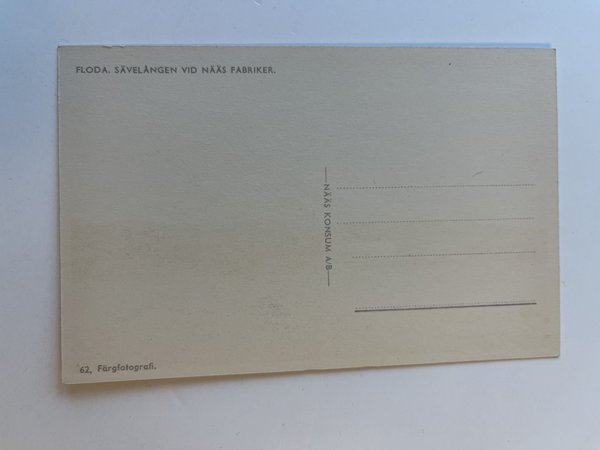 FLODA. SÄVELÅNGEN VID NÄÄS FABRIKER.
NÄÄS KONSUM A/B
62, Färgfotografi.